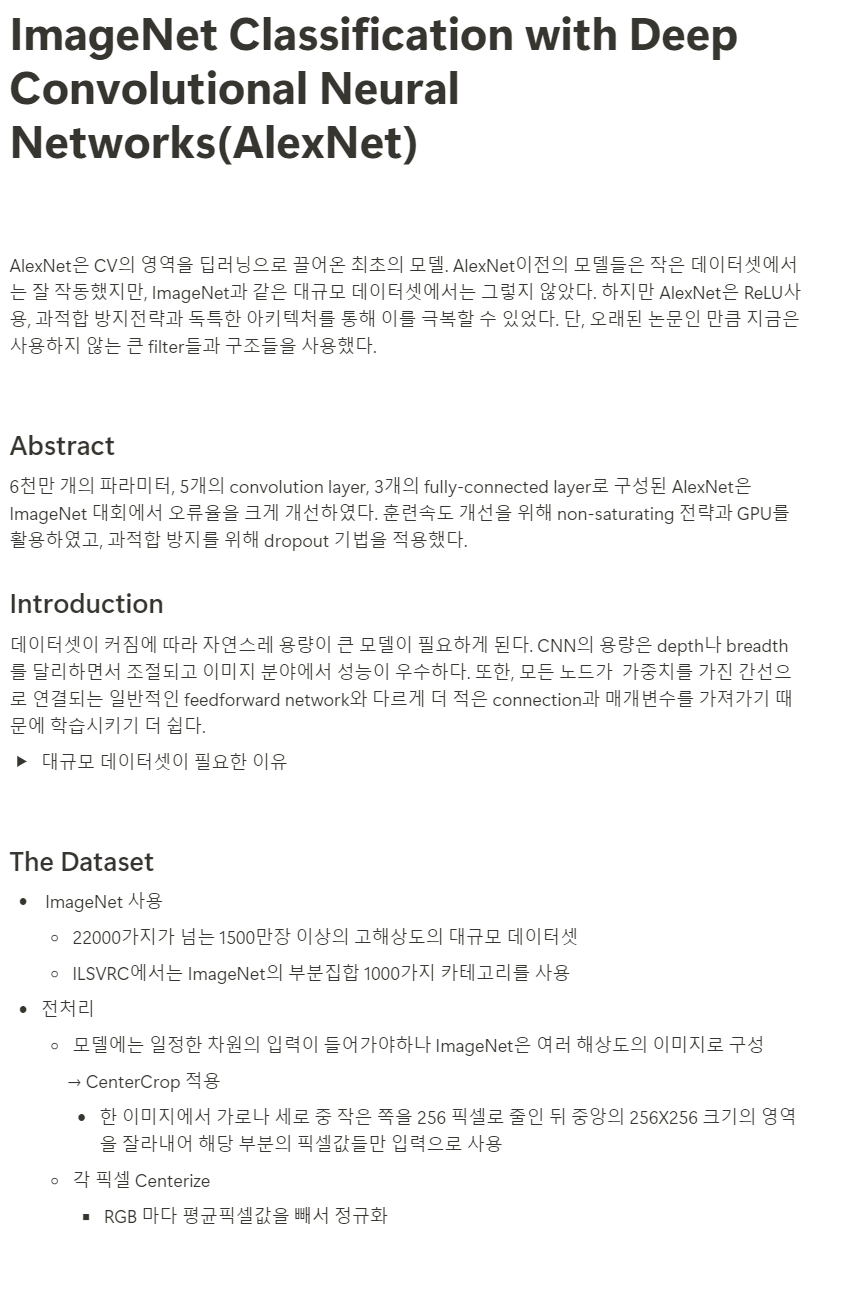 ImageNet Classification with Deep
Convolutional Neural
Networks(AlexNet)
AlexNet은 CV의 영역을 딥러닝으로 끌어온 최초의 모델. AlexNet이전의 모델들은 작은 데이터셋에서
는 잘 작동했지만, ImageNet과 같은 대규모 데이터셋에서는 그렇지 않았다. 하지만 AlexNet은 ReLU사
용, 과적합 방지전략과 독특한 아키텍처를 통해 이를 극복할 수 있었다. 단, 오래된 논문인 만큼 지금은
사용하지 않는 큰 filter들과 구조들을 사용했다.
Abstract
6천만 개의 파라미터, 5개의 convolution layer, 3개의 fully-connected layer로 구성된 AlexNet은
ImageNet 대회에서 오류율을 크게 개선하였다. 훈련속도 개선을 위해 non-saturating 전략과 GPU를
활용하였고, 과적합 방지를 위해 dropout 기법을 적용했다.
Introduction
데이터셋이 커짐에 따라 자연스레 용량이 큰 모델이 필요하게 된다. CNN의 용량은 depth나 breadth
를 달리하면서 조절되고 이미지 분야에서 성능이 우수하다. 또한, 모든 노드가  가중치를 가진 간선으
로 연결되는 일반적인 feedforward network와 다르게 더 적은 connection과 매개변수를 가져가기 때
문에 학습시키기 더 쉽다.
▶ 대규모 데이터셋이 필요한 이유
The Dataset
• ImageNet 사용
◦ 22000가지가 넘는 1500만장 이상의 고해상도의 대규모 데이터셋
◦ ILSVRC에서는 ImageNet의 부분집합 1000가지 카테고리를 사용
• 전처리
◦ 모델에는 일정한 차원의 입력이 들어가야하나 ImageNet은 여러 해상도의 이미지로 구성
→ CenterCrop 적용
• 한 이미지에서 가로나 세로 중 작은 쪽을 256 픽셀로 줄인 뒤 중앙의 256X256 크기의 영역
을 잘라내어 해당 부분의 픽셀값들만 입력으로 사용
◦ 각 픽셀 Centerize
▪ RGB 마다 평균픽셀값을 빼서 정규화